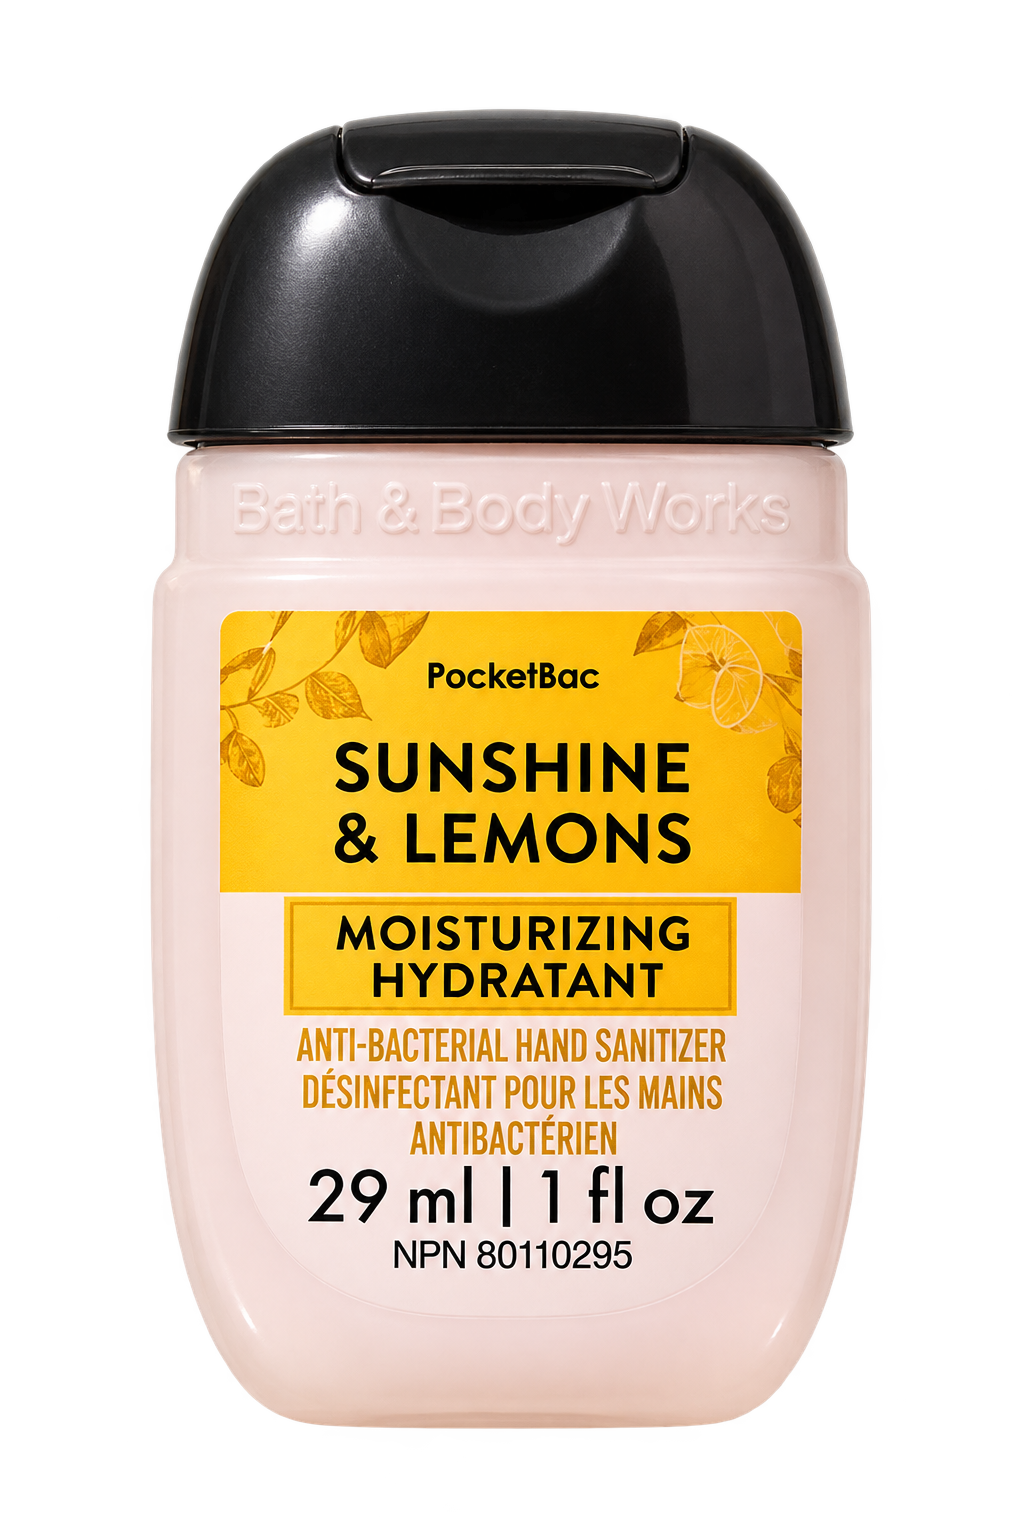 Bath & Body Works
PocketBac
SUNSHINE
& LEMONS
MOISTURIZING
HYDRATANT
ANTI-BACTERIAL HAND SANITIZER
DÉSINFECTANT POUR LES MAINS
ANTIBACTÉRIEN
29 ml | 1 fl oz
NPN 80110295